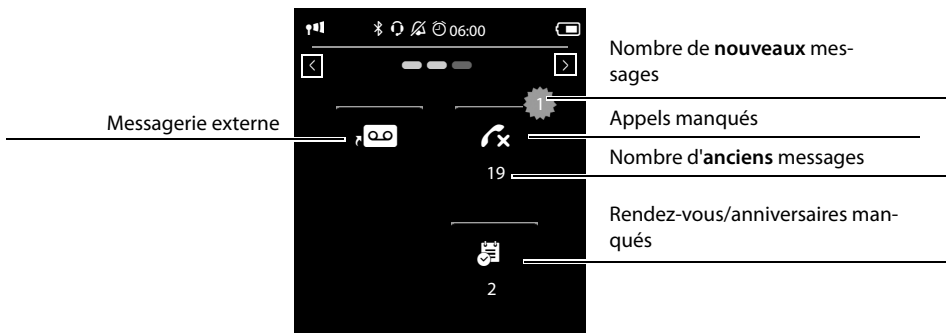 06:00
Messagerie externe
1
19
2
Nombre de nouveaux mes-
sages
Appels manqués
Nombre d'anciens messages
Rendez-vous/anniversaires man-
qués